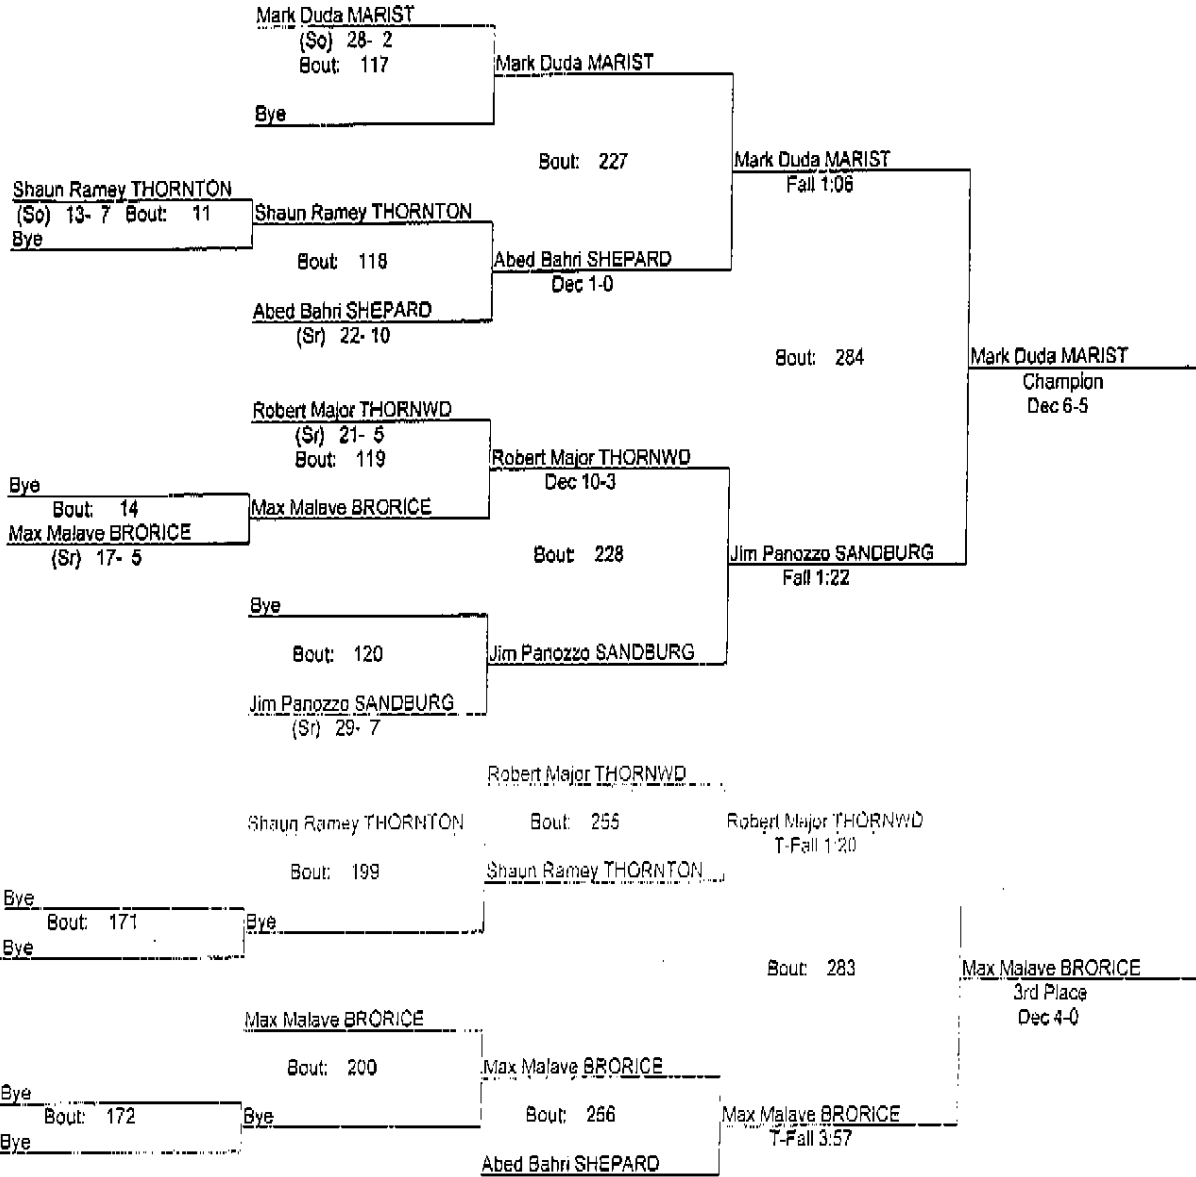 Mark Duda MARIST
(So) 28- 2
Bout: 117
Mark Duda MARIST
Bye
Bout: 227
Mark Duda MARIST
Fall 1:06
Shaun Ramey THORNTON
(So) 13- 7 Bout: 11
Bye
Shaun Ramey THORNTON
Bout: 118
Abed Bahri SHEPARD
Dec 1-0
Abed Bahri SHEPARD
(Sr) 22- 10
Bout: 284
Mark Duda MARIST
Champion
Dec 6-5
Robert Major THORNWD
(Sr) 21- 5
Bout: 119
Robert Major THORNWD
Dec 10-3
Bye
Bout: 14
Max Malave BRORICE
(Sr) 17- 5
Max Malave BRORICE
Bout: 228
Jim Panozzo SANDBURG
Fall 1:22
Bye
Bout: 120
Jim Panozzo SANDBURG
Jim Panozzo SANDBURG
(Sr) 29- 7
Robert Major THORNWD
Shaun Ramey THORNTON
Bout: 255
Robert Major THORNWD
T-Fall 1:20
Bout: 199
Shaun Ramey THORNTON
Bye
Bout: 171
Bye
Bye
Bout: 283
Max Malave BRORICE
3rd Place
Dec 4-0
Max Malave BRORICE
Bout: 200
Max Malave BRORICE
Bye
Bout: 172
Bye
Bye
Bout: 256
Max Malave BRORICE
T-Fall 3:57
Abed Bahri SHEPARD